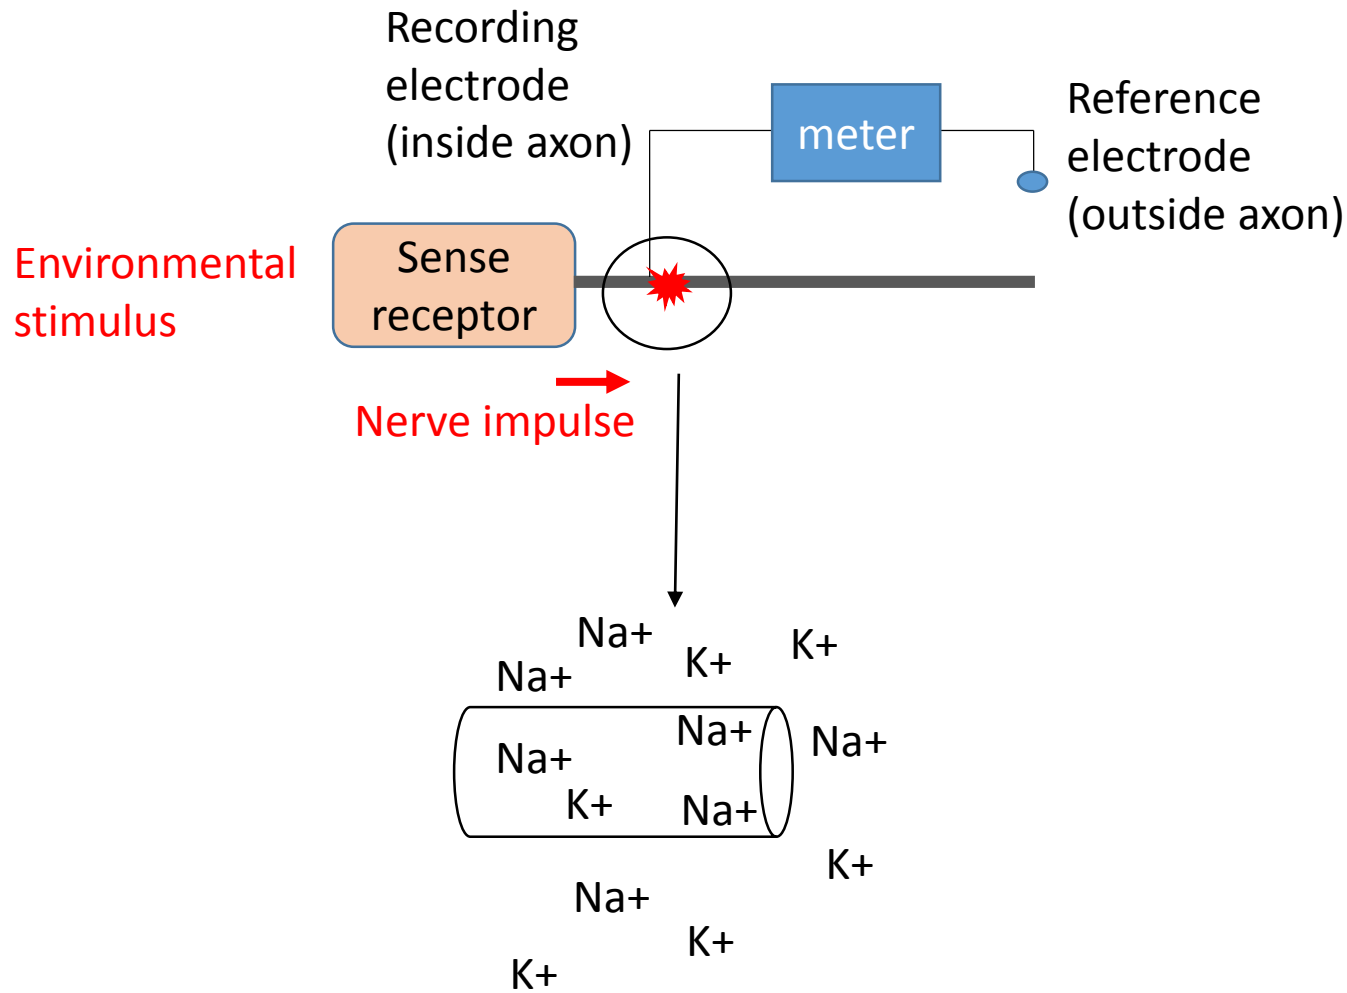 Recording
electrode
(inside axon)
meter
Reference
electrode
(outside axon)
Environmental
stimulus
Sense
receptor
Nerve impulse
Na+
K+
K+
Na+
Na+
Na+
Na+
K+
Na+
K+
Na+
K+
K+